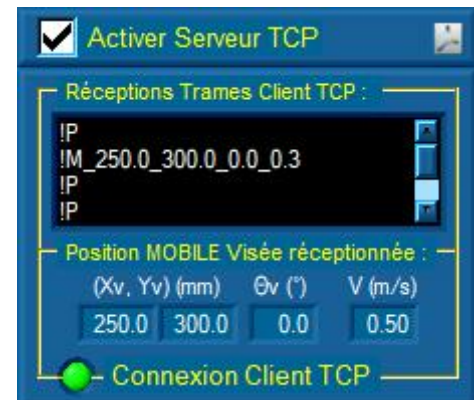 Activer Serveur TCP
Réceptions Trames Client TCP :
!P
!M_250.0_300.0_0.0_0.3
!P
!P
Position MOBILE Visée réceptionnée :
(Xv, Yv) (mm) θv (°) V (m/s)
250.0 300.0 0.0 0.50
Connexion Client TCP